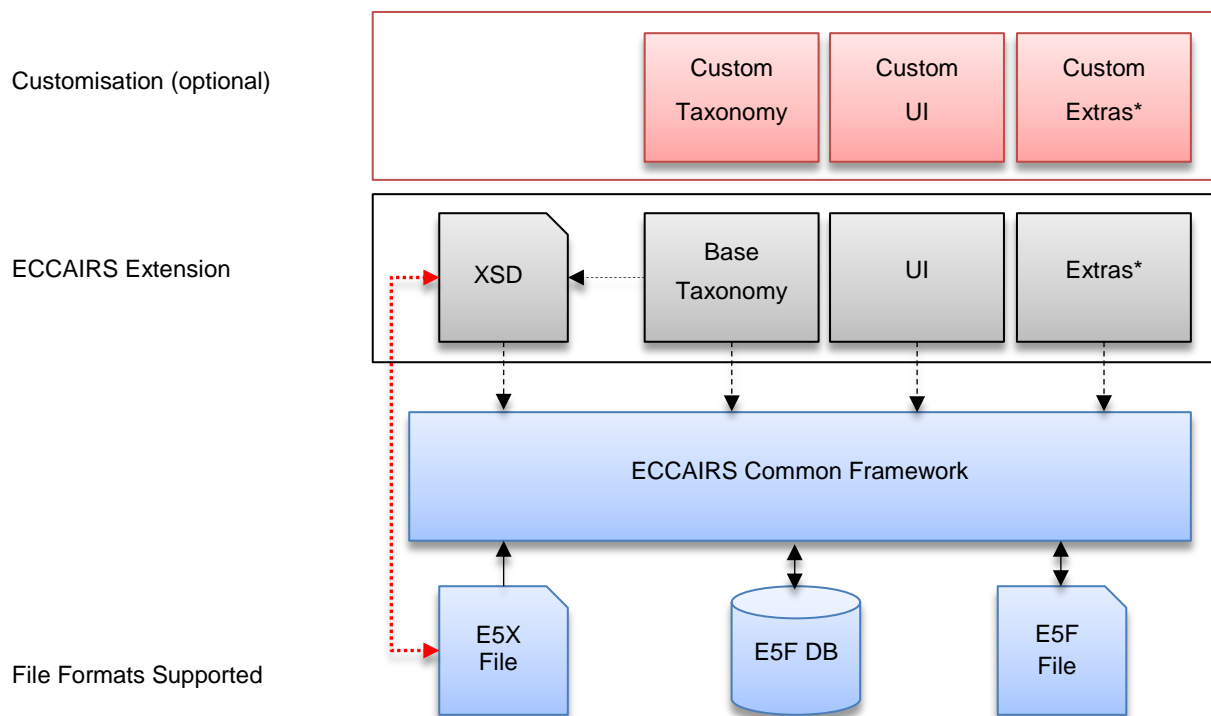 Customisation (optional)
Custom
Taxonomy
Custom
UI
Custom
Extras*
ECCAIRS Extension
XSD
Base
Taxonomy
UI
Extras*
ECCAIRS Common Framework
File Formats Supported
E5X
File
E5F DB
E5F
File